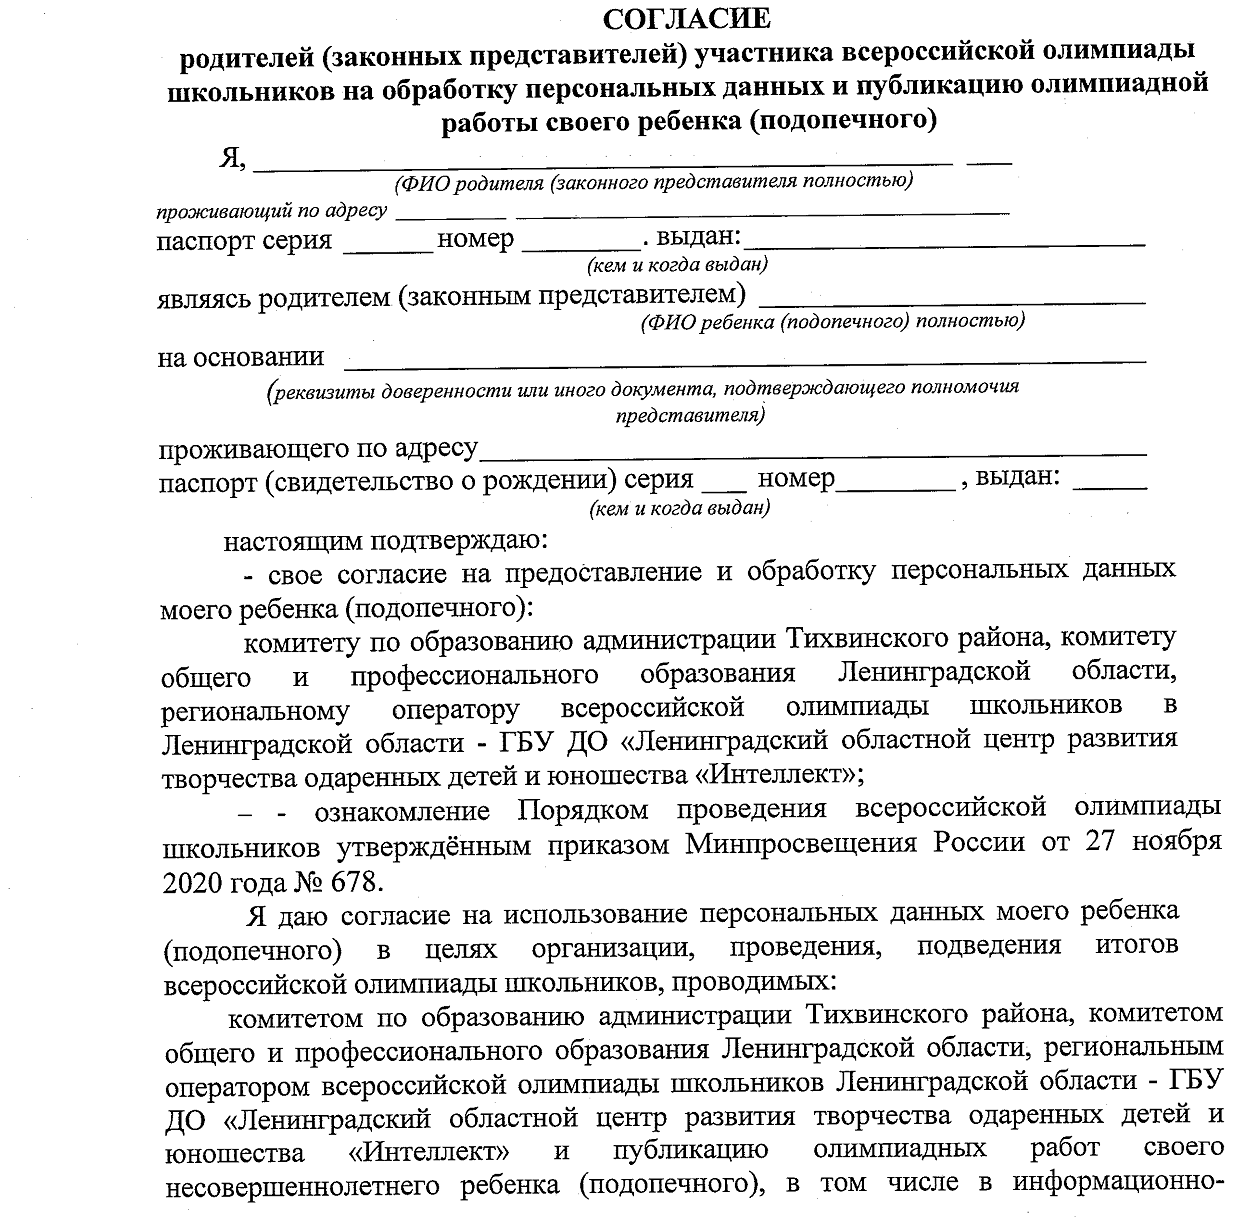 СОГЛАСИЕ
родителей (законных представителей) участника всероссийской олимпиады
школьников на обработку персональных данных и публикацию олимпиадной
работы своего ребенка (подопечного)
Я, ______________________________________________ ___
(ФИО родителя (законного представителя полностью)
проживающий по адресу _________ ________________________________________
паспорт серия _______ номер _________. выдан:______________________________
(кем и когда выдан)
являясь родителем (законным представителем) _____________________________
(ФИО ребенка (подопечного) полностью)
на основании ____________________________________________________________
(реквизиты доверенности или иного документа, подтверждающего полномочия
представителя)
проживающего по адресу__________________________________________________
паспорт (свидетельство о рождении) серия ___ номер_________, выдан: ______
(кем и когда выдан)
настоящим подтверждаю:
- свое согласие на предоставление и обработку персональных данных
моего ребенка (подопечного):
комитету по образованию администрации Тихвинского района, комитету
общего и профессионального образования Ленинградской области,
региональному оператору всероссийской олимпиады школьников в
Ленинградской области - ГБУ ДО «Ленинградский областной центр развития
творчества одаренных детей и юношества «Интеллект»;
– - ознакомление Порядком проведения всероссийской олимпиады
школьников утверждённым приказом Минпросвещения России от 27 ноября
2020 года № 678.
Я даю согласие на использование персональных данных моего ребенка
(подопечного) в целях организации, проведения, подведения итогов
всероссийской олимпиады школьников, проводимых:
комитетом по образованию администрации Тихвинского района, комитетом
общего и профессионального образования Ленинградской области, региональным
оператором всероссийской олимпиады школьников Ленинградской области - ГБУ
ДО «Ленинградский областной центр развития творчества одаренных детей и
юношества «Интеллект» и публикацию олимпиадных работ своего
несовершеннолетнего ребенка (подопечного), в том числе в информационно-